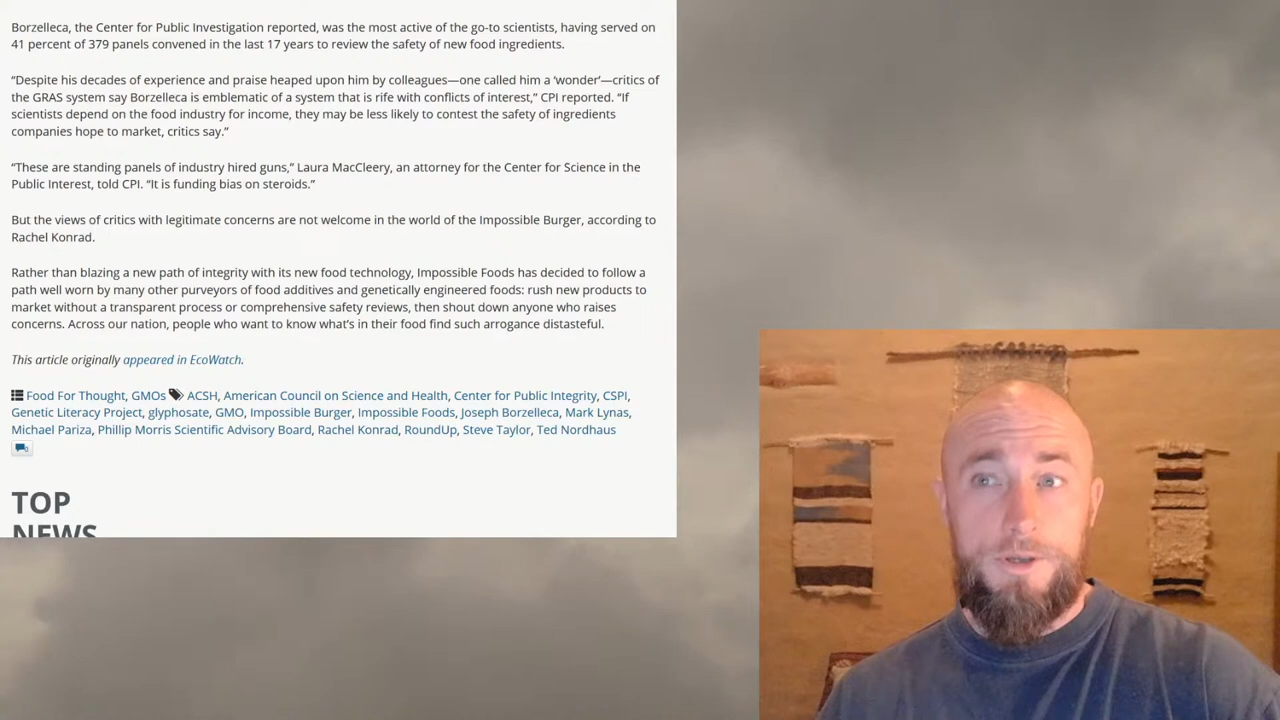 Borzelleca, the Center for Public Investigation reported, was the most active of the go-to scientists, having served on
41 percent of 379 panels convened in the last 17 years to review the safety of new food ingredients.
“Despite his decades of experience and praise heaped upon him by colleagues—one called him a ‘wonder’—critics of
the GRAS system say Borzelleca is emblematic of a system that is rife with conflicts of interest,” CPI reported. “If
scientists depend on the food industry for income, they may be less likely to contest the safety of ingredients
companies hope to market, critics say.”
“These are standing panels of industry hired guns,” Laura MacCleery, an attorney for the Center for Science in the
Public Interest, told CPI. “It is funding bias on steroids.”
But the views of critics with legitimate concerns are not welcome in the world of the Impossible Burger, according to
Rachel Konrad.
Rather than blazing a new path of integrity with its new food technology, Impossible Foods has decided to follow a
path well worn by many other purveyors of food additives and genetically engineered foods: rush new products to
market without a transparent process or comprehensive safety reviews, then shout down anyone who raises
concerns. Across our nation, people who want to know what’s in their food find such arrogance distasteful.
This article originally appeared in EcoWatch.
Food For Thought, GMOs ACSH, American Council on Science and Health, Center for Public Integrity, CSPI,
Genetic Literacy Project, glyphosate, GMO, Impossible Burger, Impossible Foods, Joseph Borzelleca, Mark Lynas,
Michael Pariza, Phillip Morris Scientific Advisory Board, Rachel Konrad, RoundUp, Steve Taylor, Ted Nordhaus
TOP
NEWS